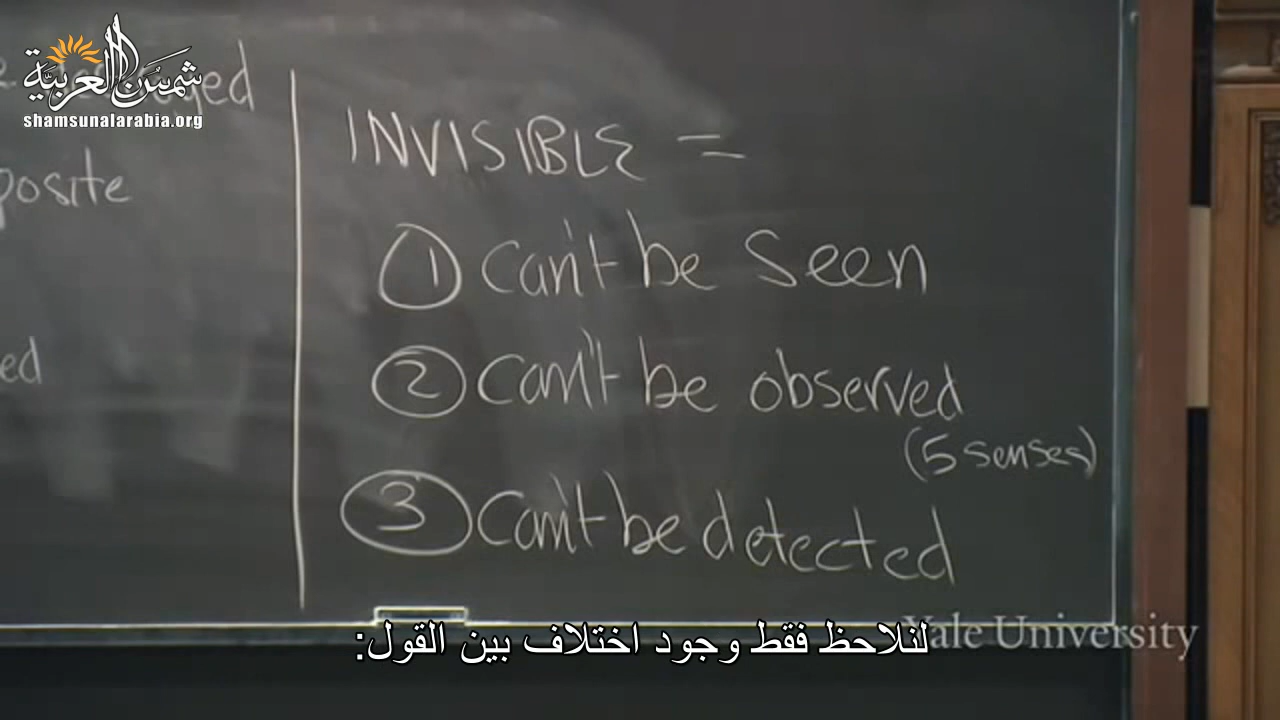 شمس العربية
shamsunalarabia.org
posite
ed
INVISIBLE =
① Can't be seen
② Can't be observed
(5 senses)
③ Can't be detected
لنلاحظ فقط وجود اختلاف بين القول:
Yale University